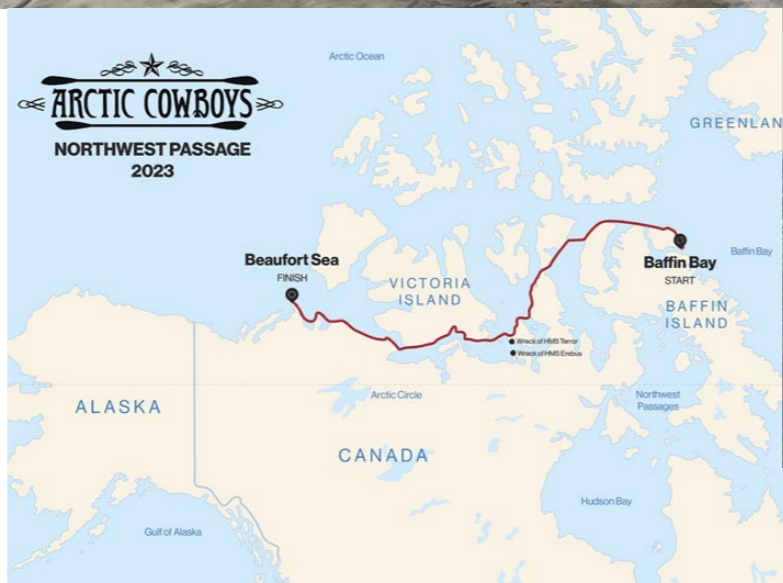 Arctic Ocean
ARCTIC COWBOYS
NORTHWEST PASSAGE
2023
GREENLAN
Beaufort Sea
FINISH
VICTORIA
ISLAND
Baffin Bay
START
Baffin Bay
BAFFIN
ISLAND
Wreck of HMS Terror
Wreck of HMS Erebus
Arctic Circle
Northwest
Passages
ALASKA
CANADA
Hudson Bay
Gulf of Alaska